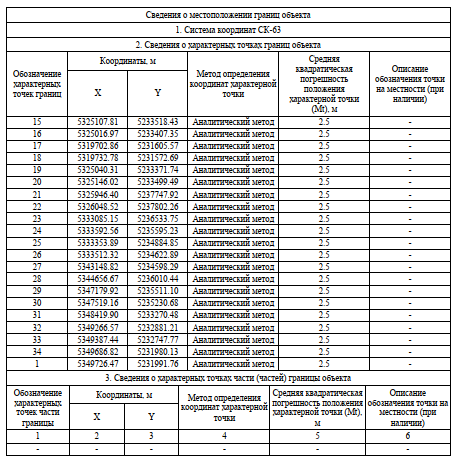 Сведения о местоположении границ объекта
1. Система координат СК-63
2. Сведения о характерных точках границ объекта
Обозначение характерных точек границ
Координаты, м
Метод определения координат характерной точки
Средняя квадратическая погрешность положения характерной точки (Mt), м
Описание обозначения точки на местности (при наличии)
X Y
15 5325107.81 5233518.43 Аналитический метод 2.5 -
16 5325016.97 5233407.35 Аналитический метод 2.5 -
17 5319702.86 5231605.57 Аналитический метод 2.5 -
18 5319732.78 5231572.69 Аналитический метод 2.5 -
19 5325040.31 5233371.74 Аналитический метод 2.5 -
20 5325146.02 5233499.49 Аналитический метод 2.5 -
21 5325946.40 5237747.92 Аналитический метод 2.5 -
22 5326048.52 5237802.26 Аналитический метод 2.5 -
23 5333085.15 5236533.75 Аналитический метод 2.5 -
24 5333592.56 5235595.23 Аналитический метод 2.5 -
25 5333353.89 5234884.85 Аналитический метод 2.5 -
26 5333512.32 5234622.89 Аналитический метод 2.5 -
27 5343148.82 5234598.29 Аналитический метод 2.5 -
28 5344656.67 5236010.44 Аналитический метод 2.5 -
29 5347179.92 5235511.10 Аналитический метод 2.5 -
30 5347519.16 5235230.68 Аналитический метод 2.5 -
31 5348419.90 5233270.48 Аналитический метод 2.5 -
32 5349266.57 5232881.21 Аналитический метод 2.5 -
33 5349387.44 5232747.77 Аналитический метод 2.5 -
34 5349686.82 5231980.13 Аналитический метод 2.5 -
1 5349726.47 5231991.76 Аналитический метод 2.5 -
3. Сведения о характерных точках части (частей) границы объекта
Обозначение характерных точек части границы
Координаты, м
Метод определения координат характерной точки
Средняя квадратическая погрешность положения характерной точки (Mt), м
Описание обозначения точки на местности (при наличии)
X Y
1 2 3 4 5 6
- - - - - -